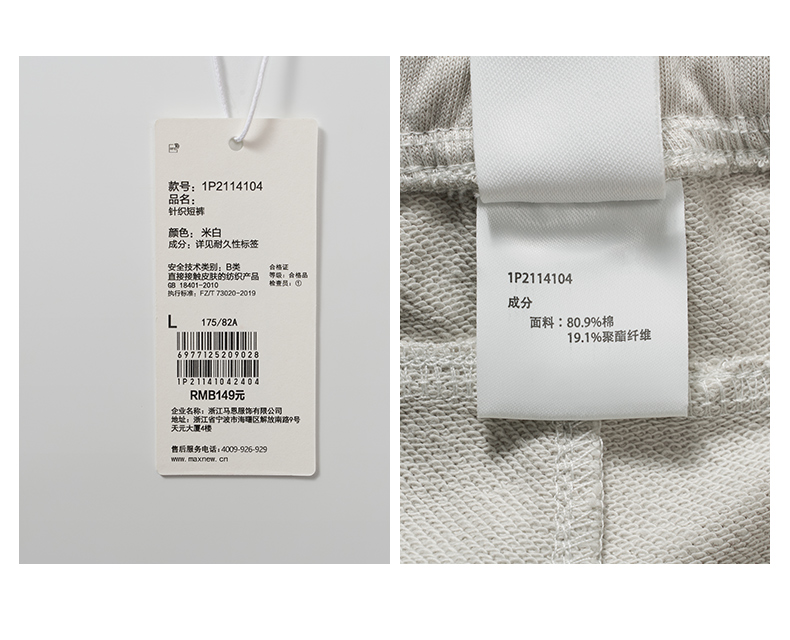 款号：1P2114104
品名：
针织短裤
颜色：米白
成分：详见耐久性标签
安全技术类别：B类
直接接触皮肤的纺织产品
GB 18401-2010
执行标准：FZ/T 73020-2019
合格证
等级：合格品
检查员：①
L 175/82A
6977125209028
1P21141042404
RMB149元
企业名称：浙江马恩服饰有限公司
地址：浙江省宁波市海曙区解放南路9号
天元大厦4楼
售后服务电话：4009-926-929
www.maxnew.cn
1P2114104
成分
面料：80.9%棉
19.1%聚酯纤维